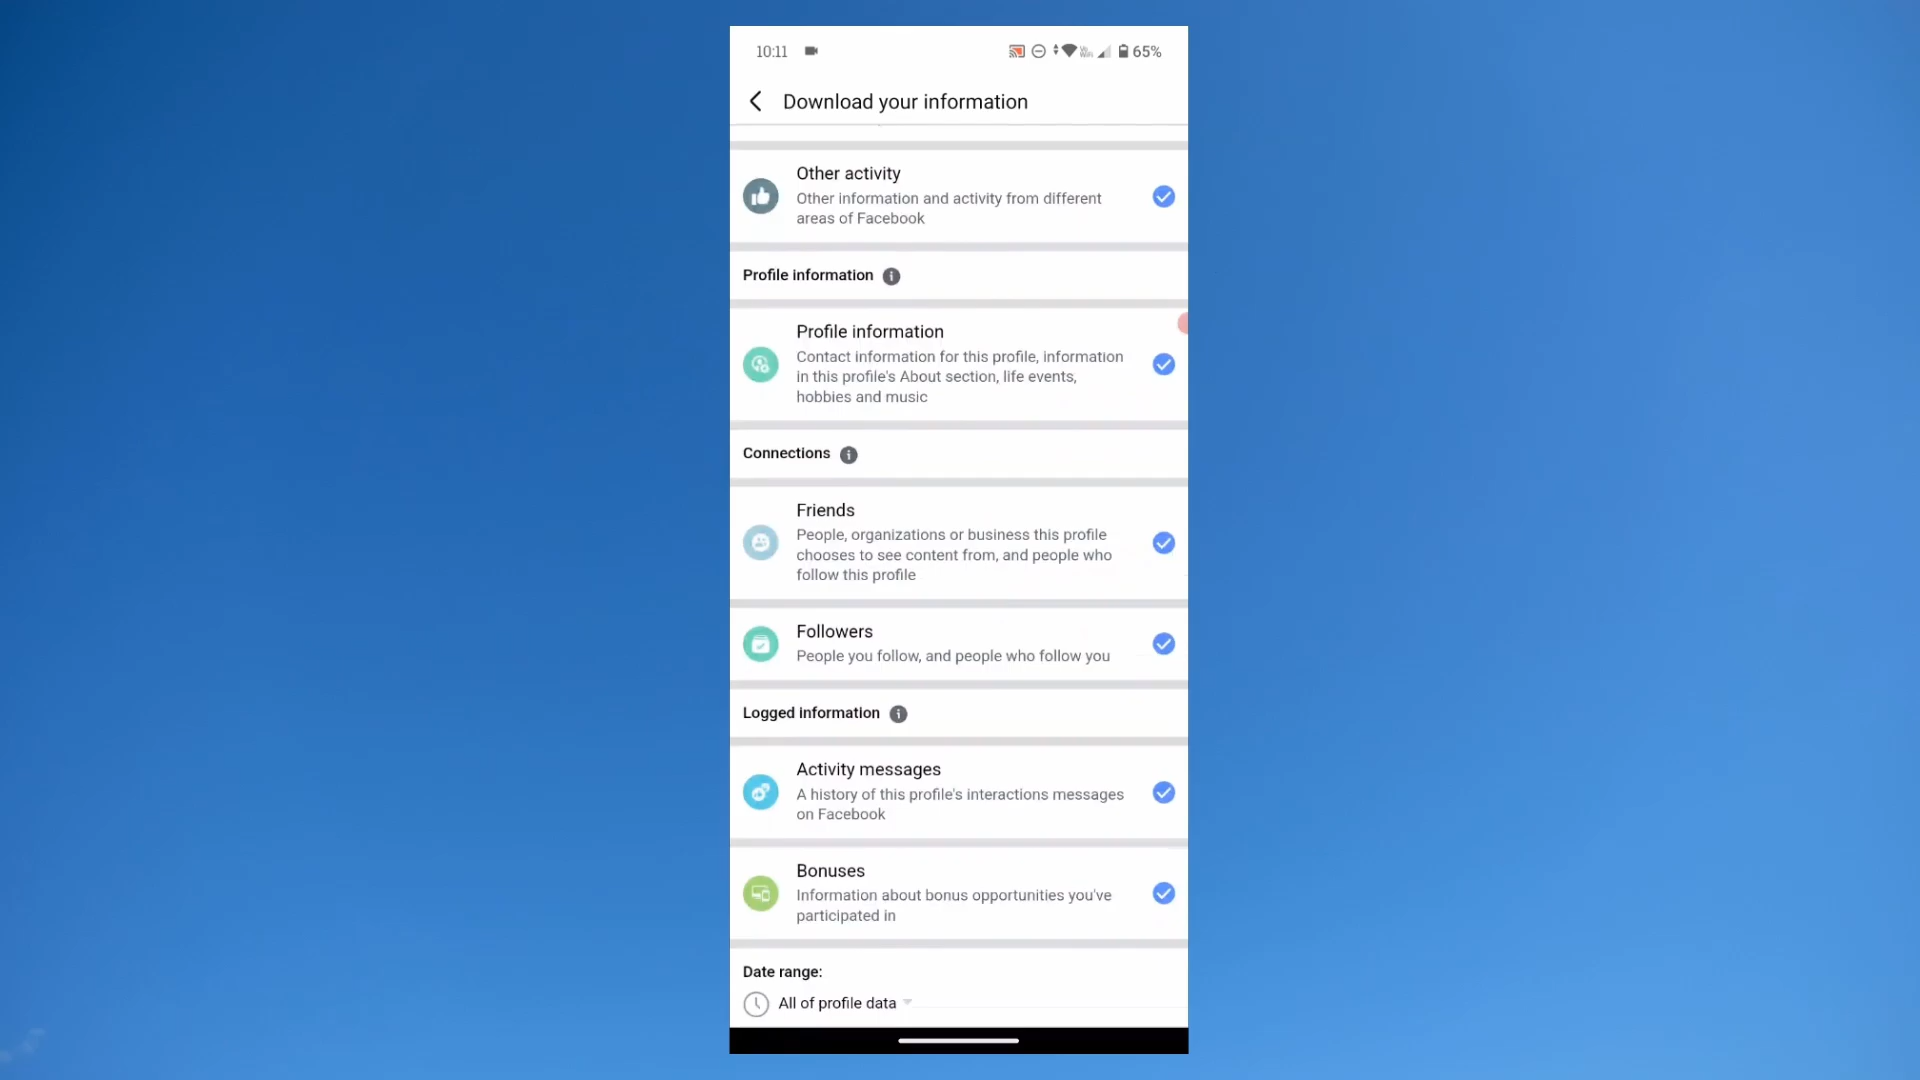 10:11
65%
Download your information
Other activity
Other information and activity from different
areas of Facebook
Profile information
Profile information
Contact information for this profile, information
in this profile's About section, life events,
hobbies and music
Connections
Friends
People, organizations or business this profile
chooses to see content from, and people who
follow this profile
Followers
People you follow, and people who follow you
Logged information
Activity messages
A history of this profile's interactions messages
on Facebook
Bonuses
Information about bonus opportunities you've
participated in
Date range:
All of profile data